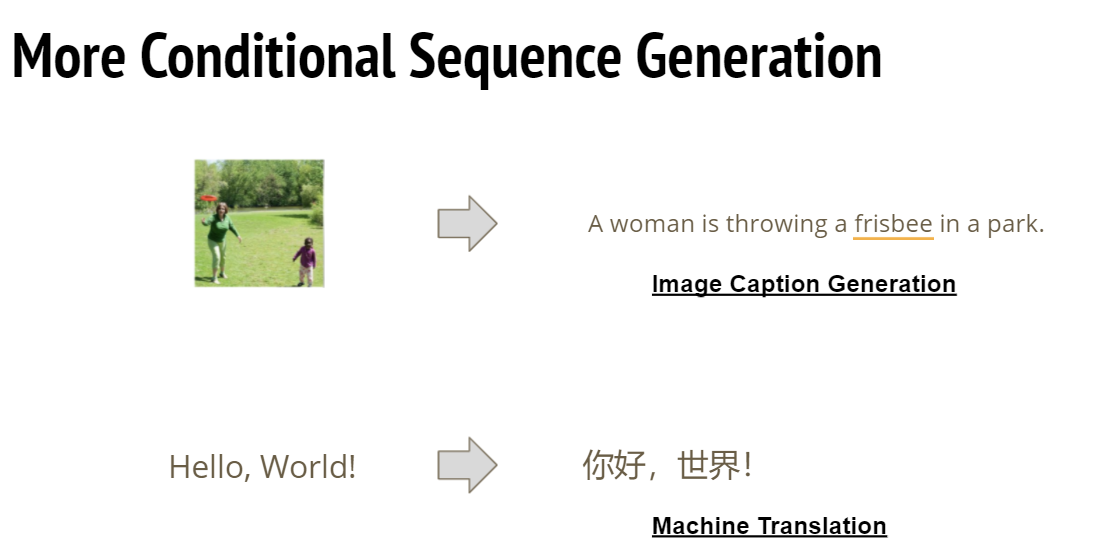 More Conditional Sequence Generation
A woman is throwing a frisbee in a park.
Image Caption Generation
Hello, World!
你好，世界！
Machine Translation